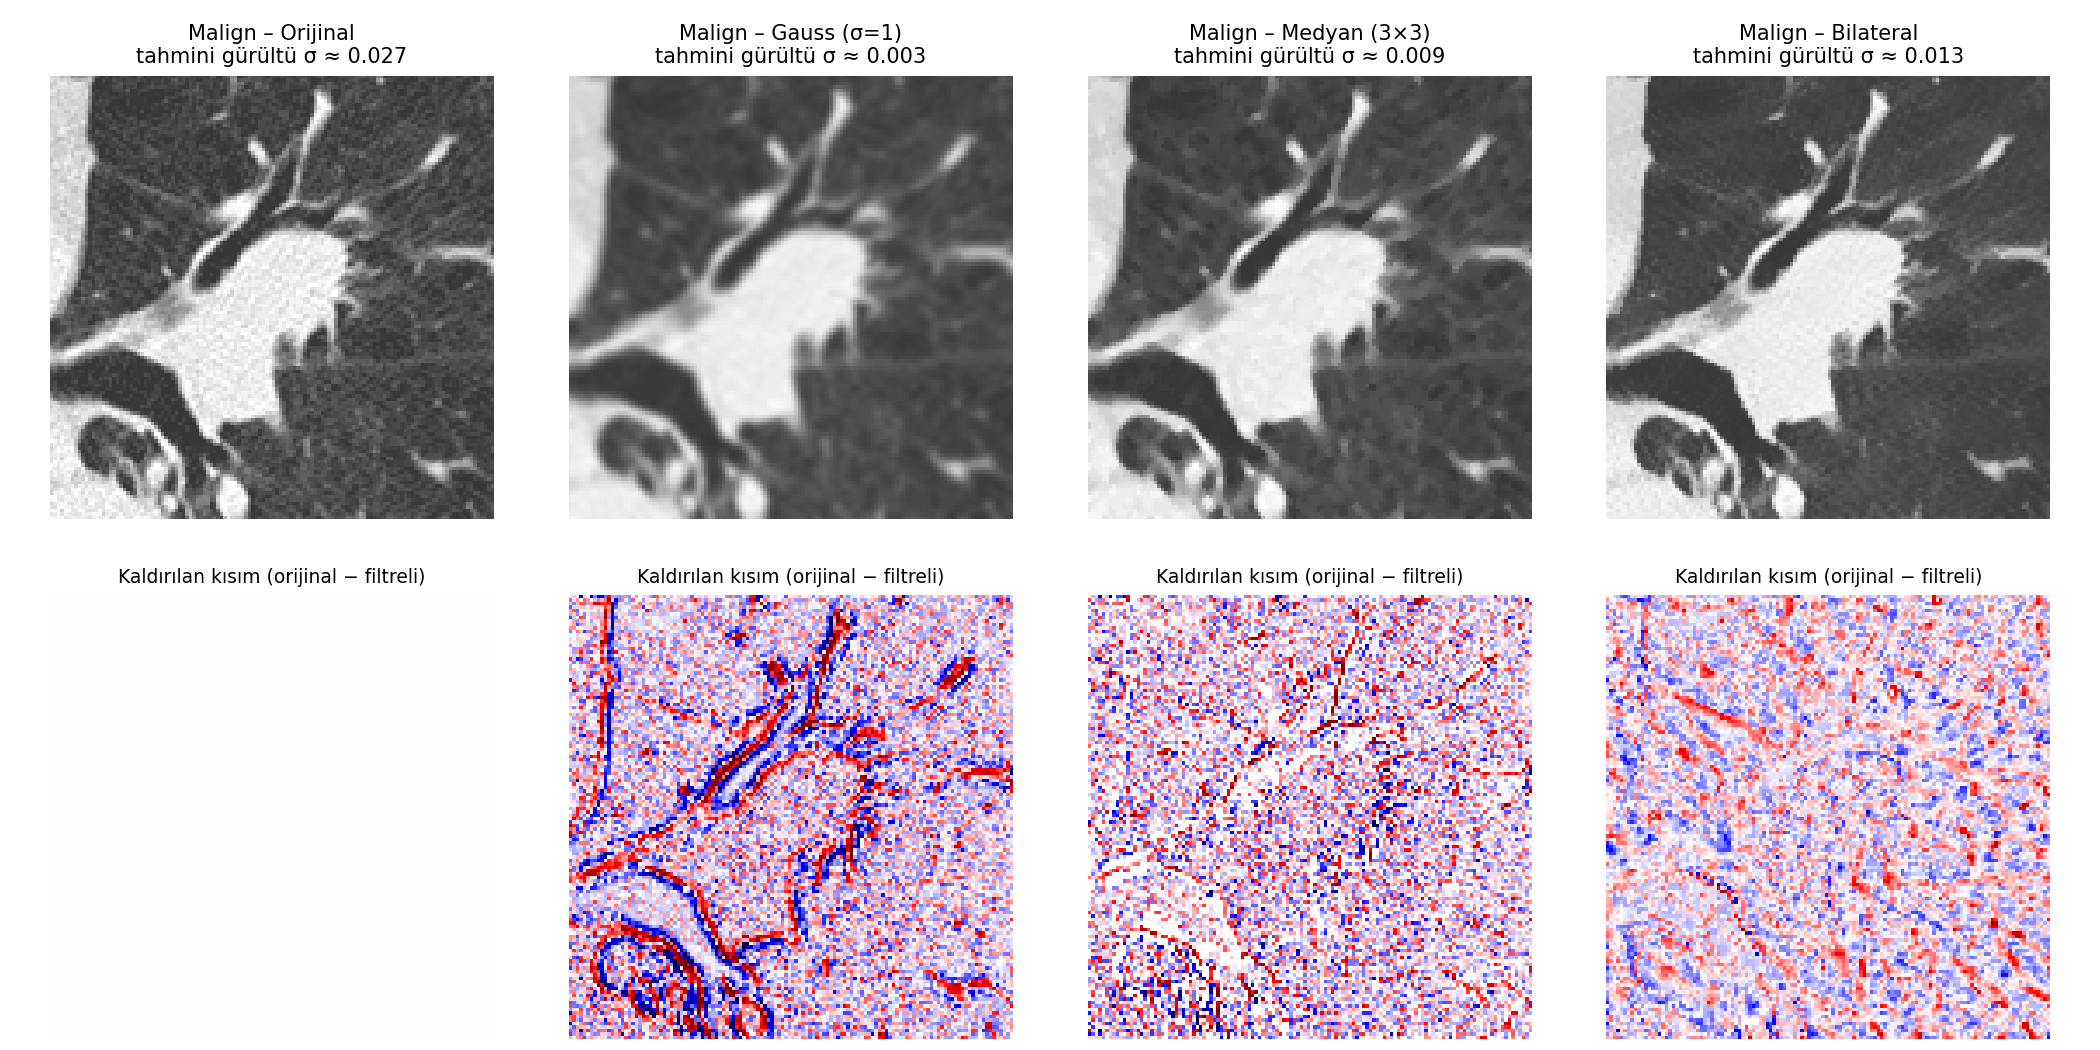 Malign – Orijinal
tahmini gürültü σ ≈ 0.027
Malign – Gauss (σ=1)
tahmini gürültü σ ≈ 0.003
Malign – Medyan (3×3)
tahmini gürültü σ ≈ 0.009
Malign – Bilateral
tahmini gürültü σ ≈ 0.013
Kaldırılan kısım (orijinal − filtreli)
Kaldırılan kısım (orijinal − filtreli)
Kaldırılan kısım (orijinal − filtreli)
Kaldırılan kısım (orijinal − filtreli)